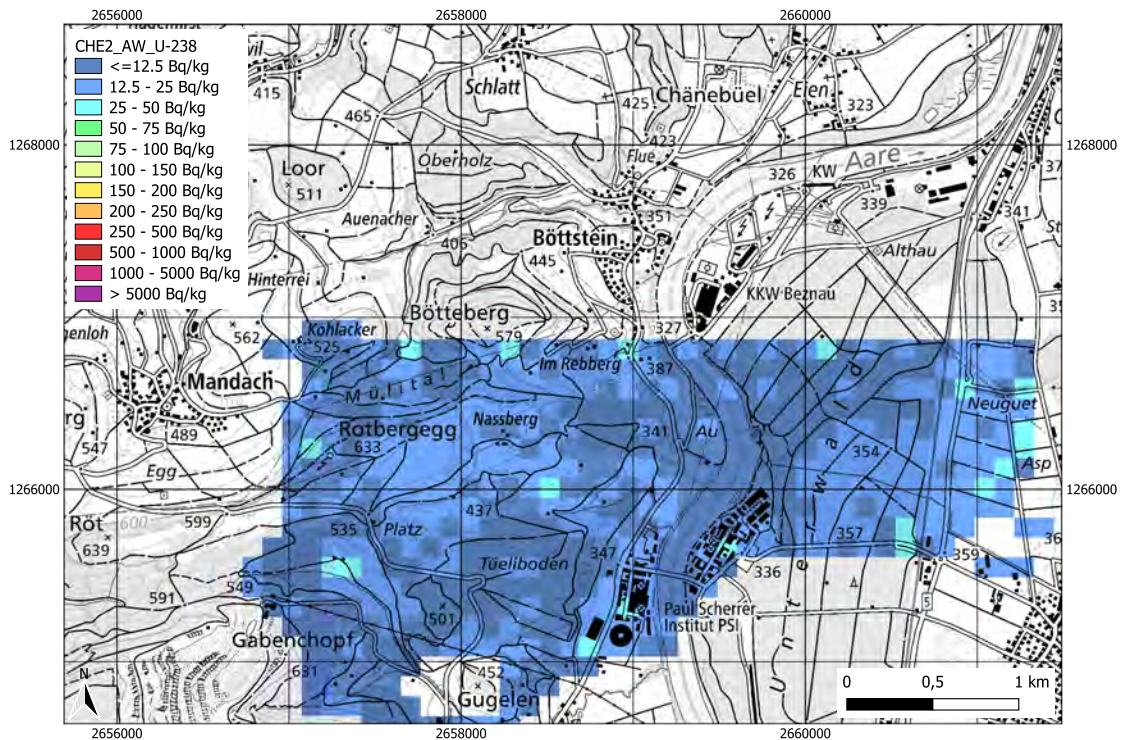 2656000 2658000 2660000
CHE2_AW_U-238
<=12.5 Bq/kg
12.5 - 25 Bq/kg
25 - 50 Bq/kg
50 - 75 Bq/kg
75 - 100 Bq/kg
100 - 150 Bq/kg
150 - 200 Bq/kg
200 - 250 Bq/kg
250 - 500 Bq/kg
500 - 1000 Bq/kg
1000 - 5000 Bq/kg
> 5000 Bq/kg
415
Schlatt
425
Chänebüel
Eien
323
465
423
1268000
1268000
Oberholz
Flue
Aare
Loor
511
326
KW
339
Auenacher
351
341
405
Böttstein
445
Althau
Hinterrei
KKW Beznau
Bötteberg
579
327
Kohlacker
525
562
Im Rebberg
387
Mandach
Mülital
Neuguet
Nassberg
Rotbergegg
633
341
Au
354
547
489
Egg
Asp
1266000
1266000
Röt
600
599
639
535
Platz
437
357
347
359
Tüeliboden
336
549
591
501
Paul Scherrer
Institut PSI
5
Gabenchopf
631
452
Gugelen
Unterwald
N
0 0,5 1 km
2656000 2658000 2660000